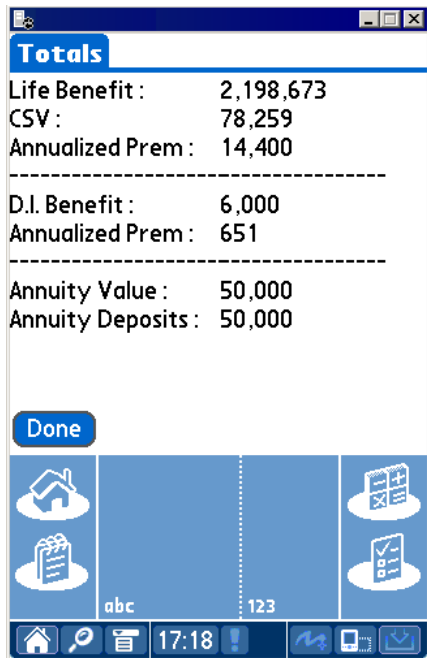 Totals
Life Benefit : 2,198,673
CSV : 78,259
Annualized Prem : 14,400
-----------------------------------
D.I. Benefit : 6,000
Annualized Prem : 651
-----------------------------------
Annuity Value : 50,000
Annuity Deposits : 50,000
Done
abc 123
17:18